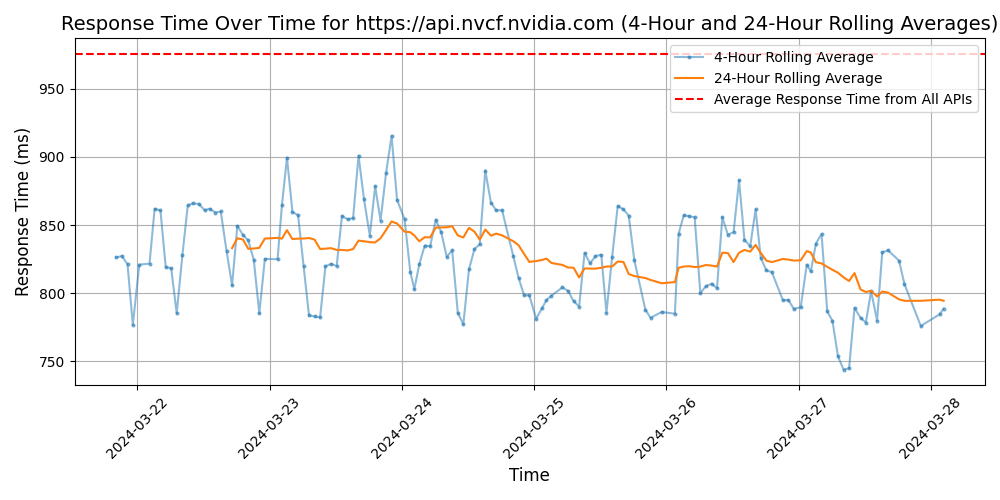 Response Time Over Time for https://api.nvcf.nvidia.com (4-Hour and 24-Hour Rolling Averages)
4-Hour Rolling Average
24-Hour Rolling Average
Average Response Time from All APIs
Response Time (ms)
950
900
850
800
750
2024-03-22
2024-03-23
2024-03-24
2024-03-25
2024-03-26
2024-03-27
2024-03-28
Time